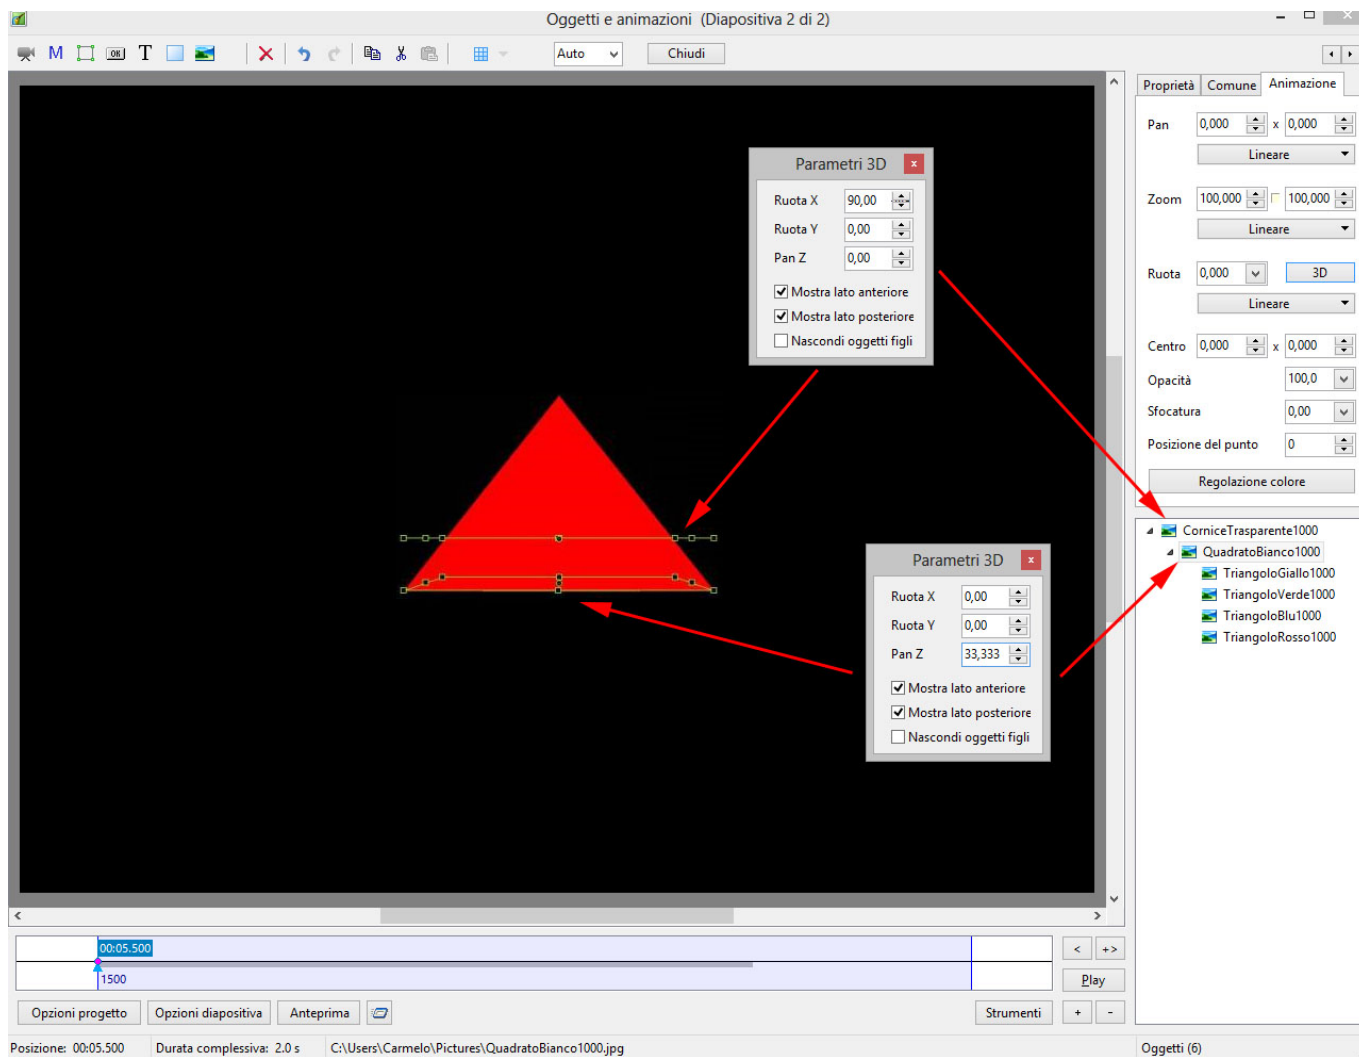 Oggetti e animazioni (Diapositiva 2 di 2)
M OK T Auto Chiudi
Proprietà Comune Animazione
Pan 0,000 x 0,000
Lineare
Zoom 100,000 100,000
Lineare
Ruota 0,000 3D
Lineare
Centro 0,000 x 0,000
Opacità 100,0
Sfocatura 0,00
Posizione del punto 0
Regolazione colore
Parametri 3D x
Ruota X 90,00
Ruota Y 0,00
Pan Z 0,00
Mostra lato anteriore
Mostra lato posteriore
Nascondi oggetti figli
Parametri 3D x
Ruota X 0,00
Ruota Y 0,00
Pan Z 33,333
Mostra lato anteriore
Mostra lato posteriore
Nascondi oggetti figli
CorniceTrasparente1000
QuadratoBianco1000
TriangoloGiallo1000
TriangoloVerde1000
TriangoloBlu1000
TriangoloRosso1000
00:05.500
< +>
1500
Play
Opzioni progetto Opzioni diapositiva Anteprima Strumenti + -
Posizione: 00:05.500 Durata complessiva: 2.0 s C:\Users\Carmelo\Pictures\QuadratoBianco1000.jpg Oggetti (6)